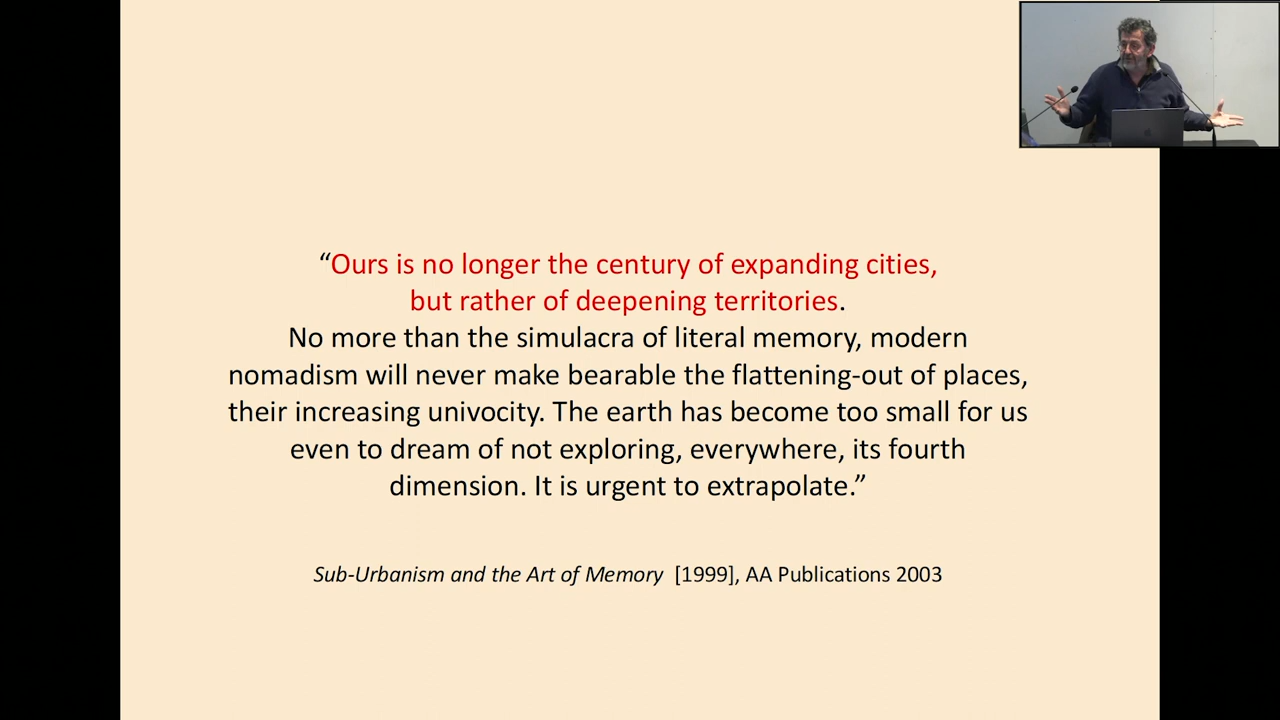 “Ours is no longer the century of expanding cities,
but rather of deepening territories.
No more than the simulacra of literal memory, modern
nomadism will never make bearable the flattening-out of places,
their increasing univocity. The earth has become too small for us
even to dream of not exploring, everywhere, its fourth
dimension. It is urgent to extrapolate.”
Sub-Urbanism and the Art of Memory [1999], AA Publications 2003